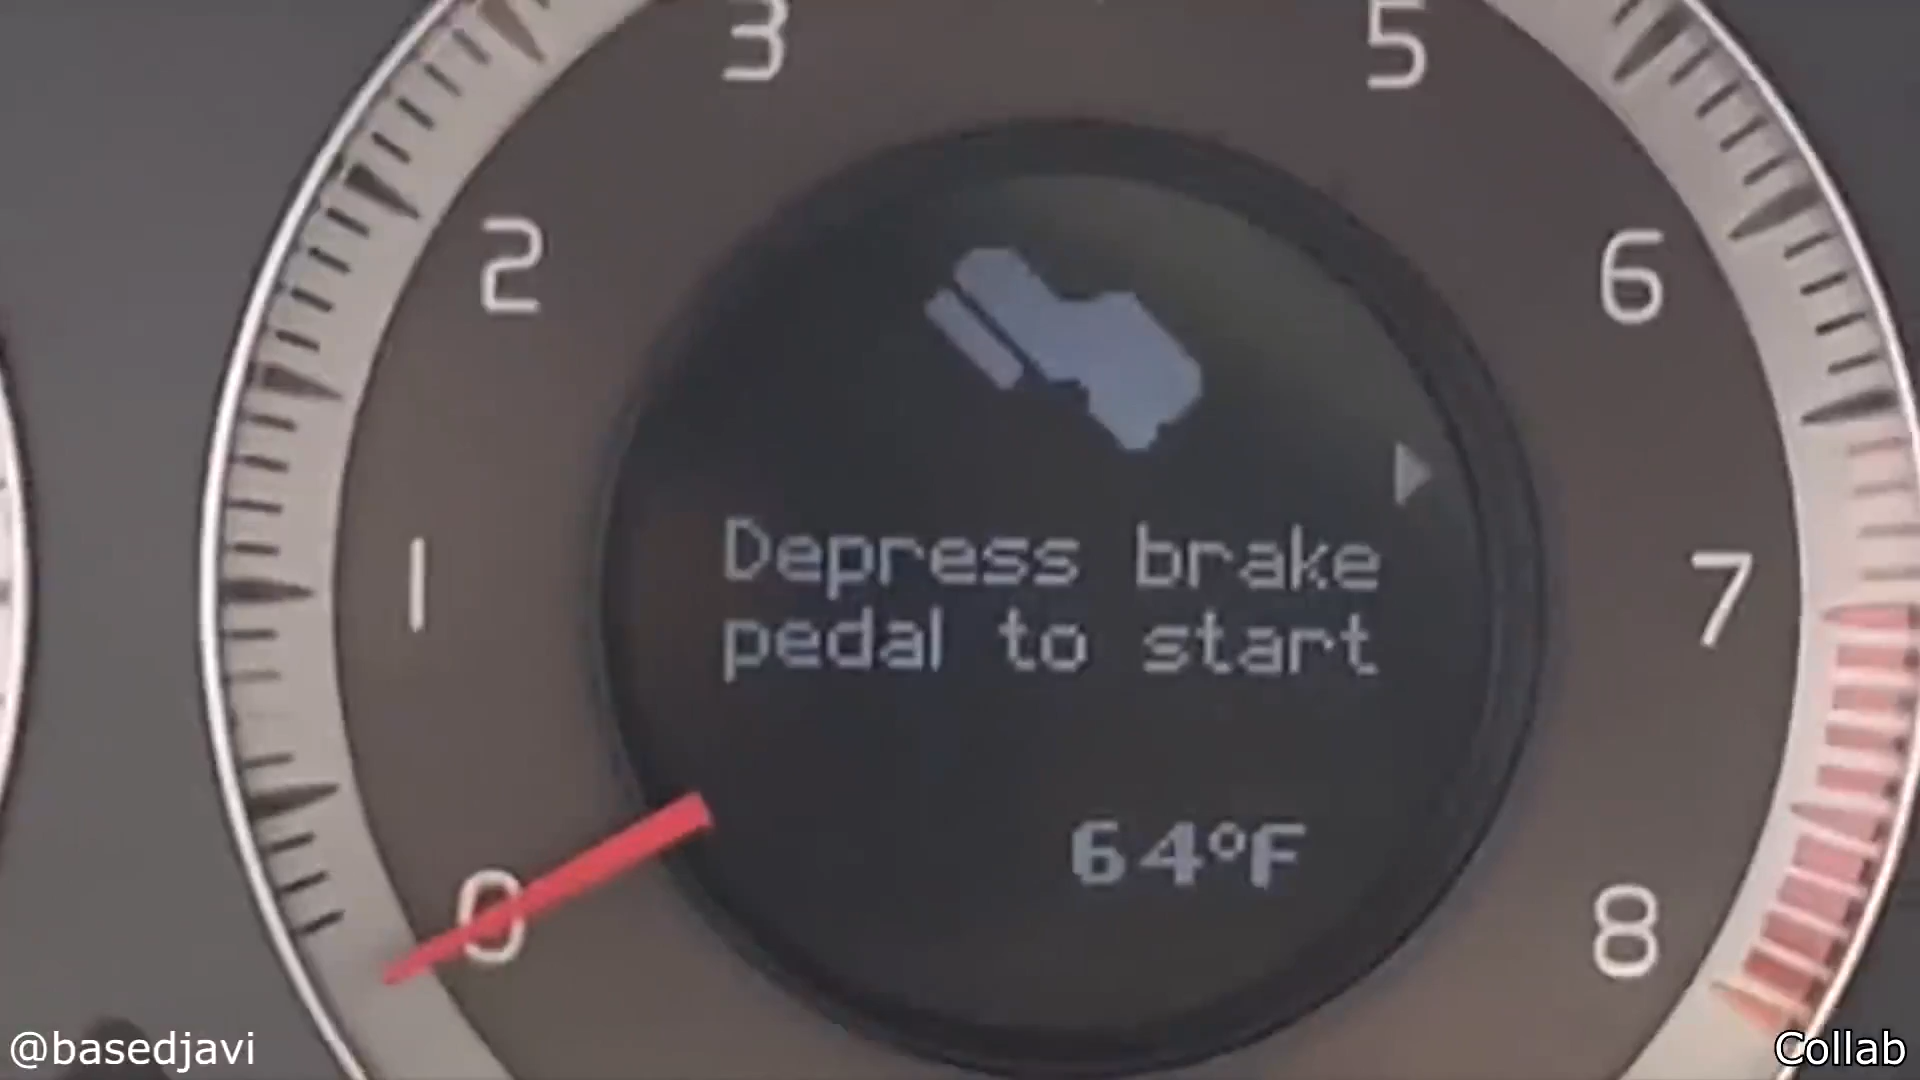 3
5
2
6
Depress brake
pedal to start
1
7
64°F
0
8
@basedjavi
Collab